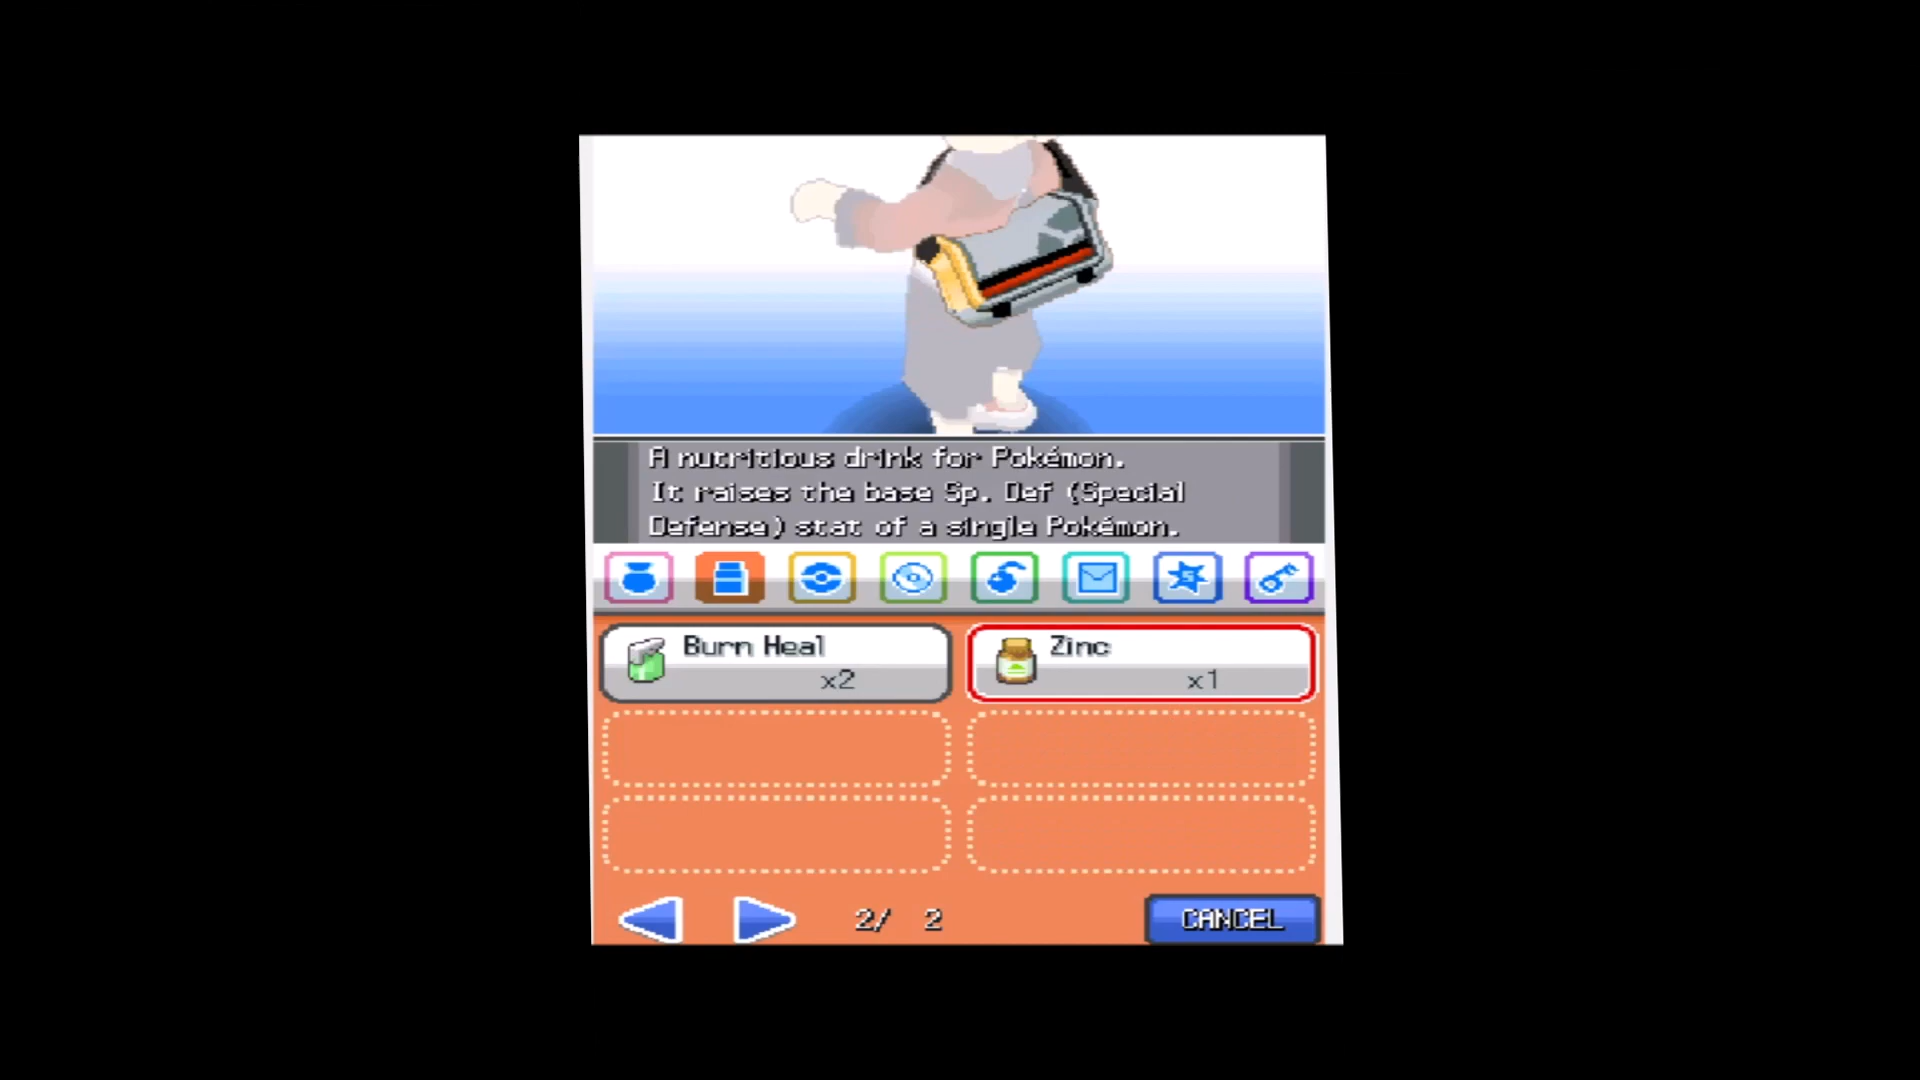 A nutritious drink for Pokémon.
It raises the base Sp. Def (Special
Defense) stat of a single Pokémon.
Burn Heal
x2
Zinc
x1
2/ 2
CANCEL